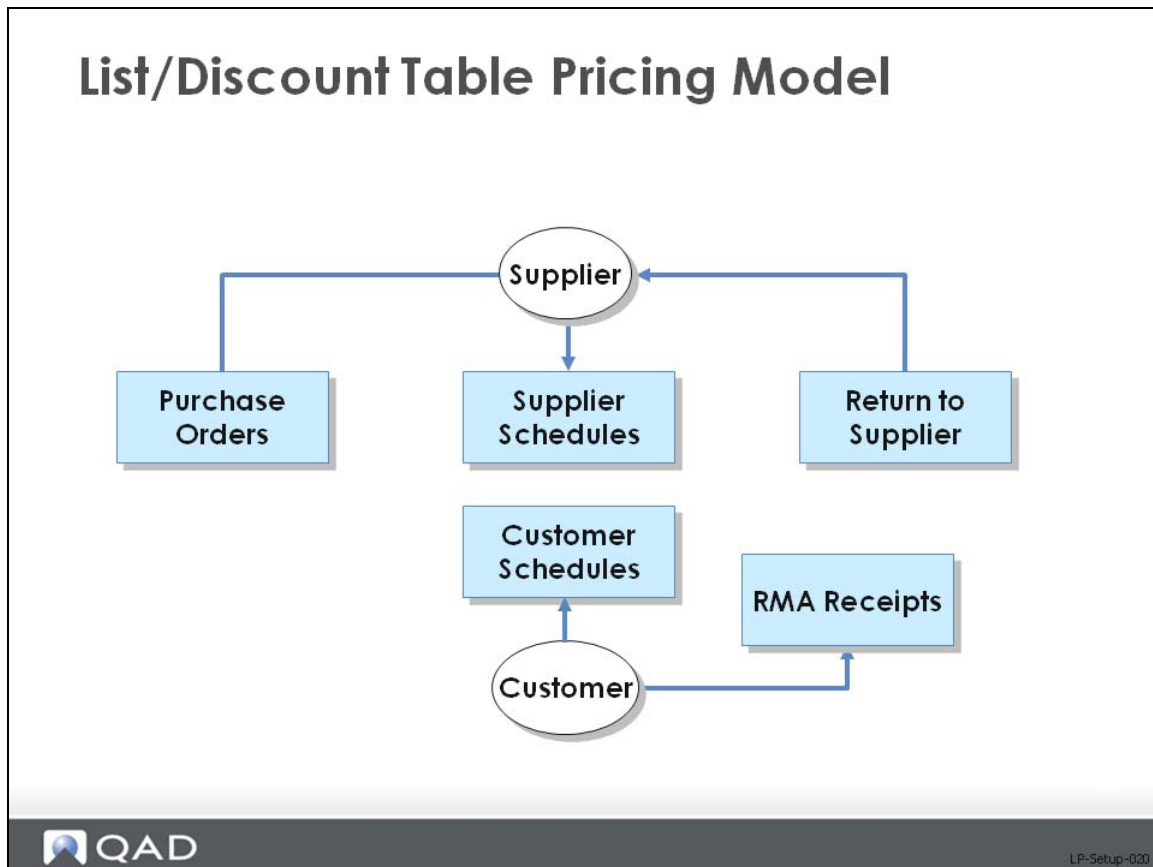 List/Discount Table Pricing Model
Supplier
Purchase
Orders
Supplier
Schedules
Return to
Supplier
Customer
Schedules
RMA Receipts
Customer
QAD
LP-Setup-020